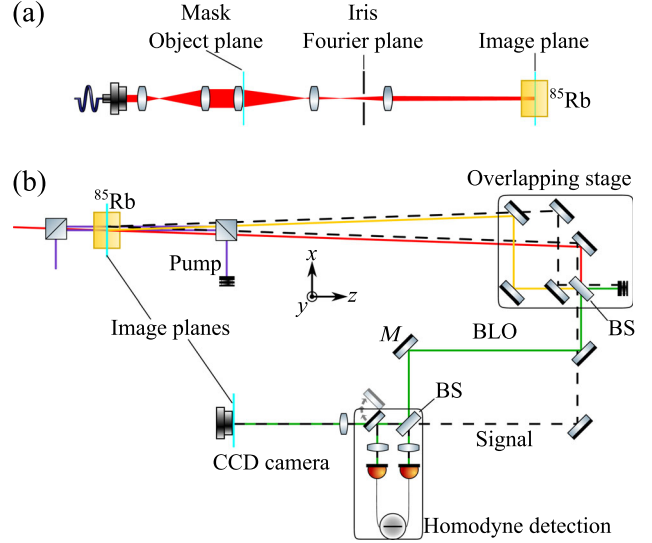 (a)
Mask
Object plane
Iris
Fourier plane
Image plane
⁸⁵Rb
(b)
⁸⁵Rb
Overlapping stage
Pump
x
y
z
Image planes
M
BLO
BS
BS
Signal
CCD camera
Homodyne detection